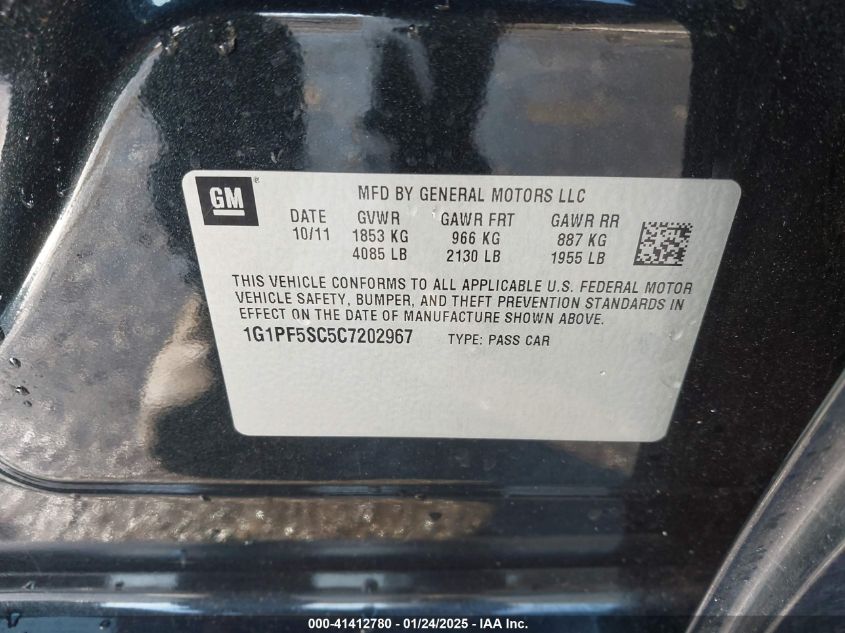 GM ®
MFD BY GENERAL MOTORS LLC
DATE GVWR GAWR FRT GAWR RR
10/11 1853 KG 966 KG 887 KG
4085 LB 2130 LB 1955 LB
THIS VEHICLE CONFORMS TO ALL APPLICABLE U.S. FEDERAL MOTOR
VEHICLE SAFETY, BUMPER, AND THEFT PREVENTION STANDARDS IN
EFFECT ON THE DATE OF MANUFACTURE SHOWN ABOVE.
1G1PF5SC5C7202967 TYPE: PASS CAR
000-41412780 - 01/24/2025 - IAA Inc.